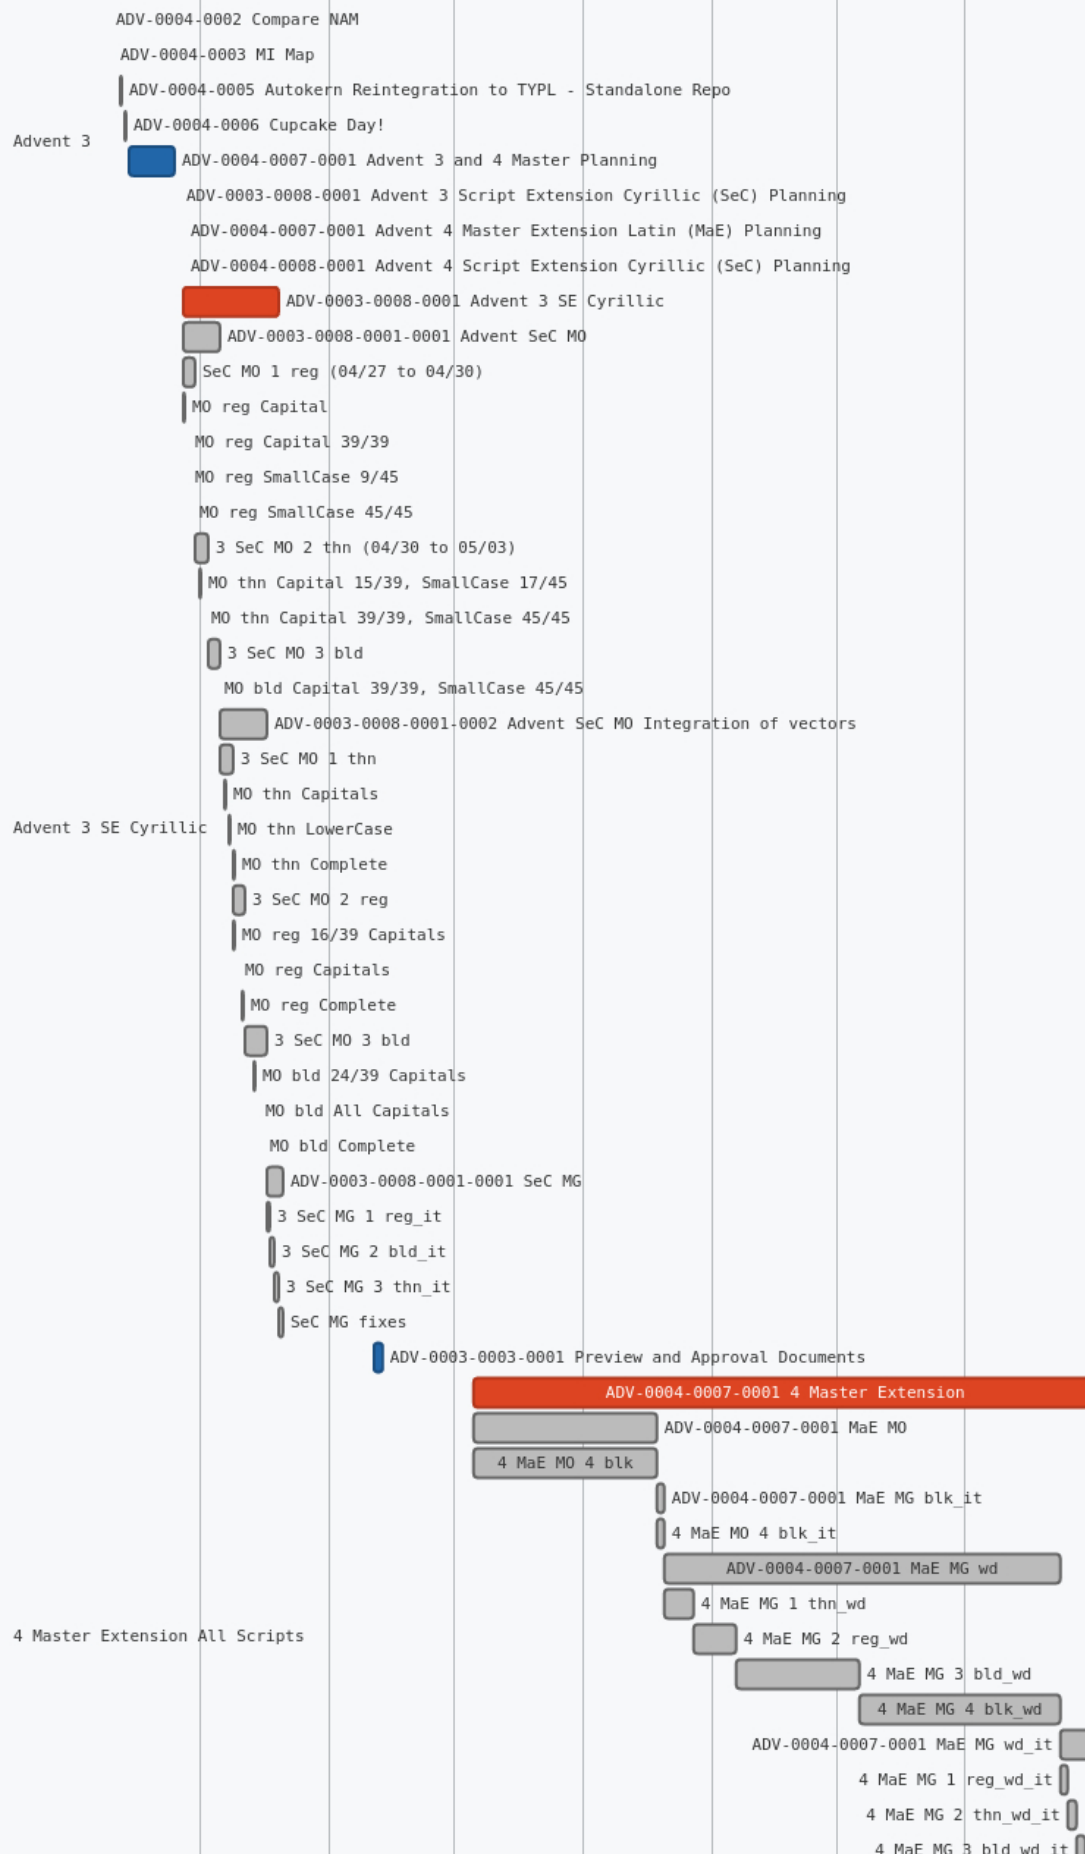 ADV-0004-0002 Compare NAM
ADV-0004-0003 MI Map
ADV-0004-0005 Autokern Reintegration to TYPL - Standalone Repo
ADV-0004-0006 Cupcake Day!
Advent 3
ADV-0004-0007-0001 Advent 3 and 4 Master Planning
ADV-0003-0008-0001 Advent 3 Script Extension Cyrillic (SeC) Planning
ADV-0004-0007-0001 Advent 4 Master Extension Latin (MaE) Planning
ADV-0004-0008-0001 Advent 4 Script Extension Cyrillic (SeC) Planning
ADV-0003-0008-0001 Advent 3 SE Cyrillic
ADV-0003-0008-0001-0001 Advent SeC MO
SeC MO 1 reg (04/27 to 04/30)
MO reg Capital
MO reg Capital 39/39
MO reg SmallCase 9/45
MO reg SmallCase 45/45
3 SeC MO 2 thn (04/30 to 05/03)
MO thn Capital 15/39, SmallCase 17/45
MO thn Capital 39/39, SmallCase 45/45
3 SeC MO 3 bld
MO bld Capital 39/39, SmallCase 45/45
ADV-0003-0008-0001-0002 Advent SeC MO Integration of vectors
3 SeC MO 1 thn
MO thn Capitals
Advent 3 SE Cyrillic
MO thn LowerCase
MO thn Complete
3 SeC MO 2 reg
MO reg 16/39 Capitals
MO reg Capitals
MO reg Complete
3 SeC MO 3 bld
MO bld 24/39 Capitals
MO bld All Capitals
MO bld Complete
ADV-0003-0008-0001-0001 SeC MG
3 SeC MG 1 reg_it
3 SeC MG 2 bld_it
3 SeC MG 3 thn_it
SeC MG fixes
ADV-0003-0003-0001 Preview and Approval Documents
ADV-0004-0007-0001 4 Master Extension
ADV-0004-0007-0001 MaE MO
4 MaE MO 4 blk
ADV-0004-0007-0001 MaE MG blk_it
4 MaE MO 4 blk_it
ADV-0004-0007-0001 MaE MG wd
4 MaE MG 1 thn_wd
4 Master Extension All Scripts
4 MaE MG 2 reg_wd
4 MaE MG 3 bld_wd
4 MaE MG 4 blk_wd
ADV-0004-0007-0001 MaE MG wd_it
4 MaE MG 1 reg_wd_it
4 MaE MG 2 thn_wd_it
4 MaE MG 3 bld_wd_it